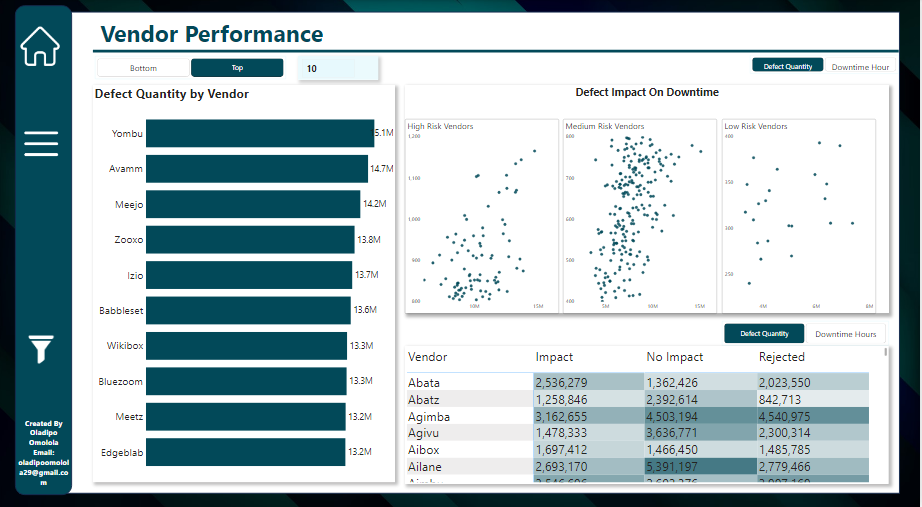 Vendor Performance
Bottom
Top
10
Defect Quantity
Downtime Hour
Defect Quantity by Vendor
Yombu
15.1M
Avamm
14.7M
Meejo
14.2M
Zooxo
13.8M
Izio
13.7M
Babbleset
13.6M
Wikibox
13.3M
Bluezoom
13.3M
Meetz
13.2M
Edgeblab
13.2M
Defect Impact On Downtime
High Risk Vendors
1,200
1,100
1,000
900
800
10M
15M
Medium Risk Vendors
800
700
600
500
400
5M
10M
15M
Low Risk Vendors
400
350
300
250
4M
6M
8M
Defect Quantity
Downtime Hours
Vendor Impact No Impact Rejected
Abata 2,536,279 1,362,426 2,023,550
Abatz 1,258,846 2,392,614 842,713
Agimba 3,162,655 4,503,194 4,540,975
Agivu 1,478,333 3,636,771 2,300,314
Aibox 1,697,412 1,466,450 1,485,785
Ailane 2,693,170 5,391,197 2,779,466
Created By
Oladipo
Omolola
Email:
oladipoomolol
a29@gmail.co
m